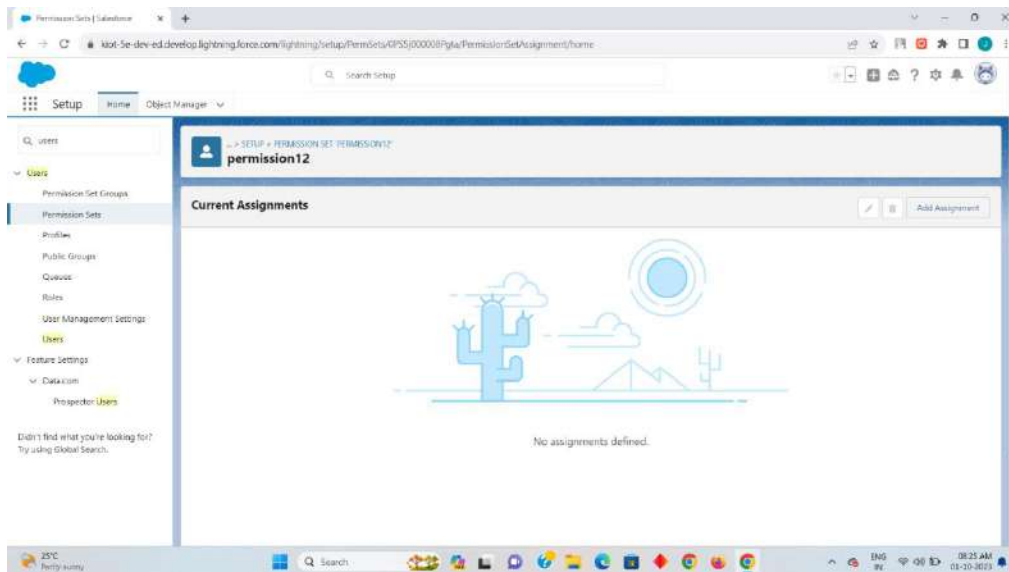 Permission Sets | Salesforce
kiot-5e-dev-ed.develop.lightning.force.com/lightning/setup/PermSets/0PS5j000008Pgta/PermissionSetAssignment/home
Search Setup
Setup
Home
Object Manager
users
Users
Permission Set Groups
Permission Sets
Profiles
Public Groups
Queues
Roles
User Management Settings
Users
Feature Settings
Data.com
Prospector Users
Didn't find what you're looking for?
Try using Global Search.
... > SETUP > PERMISSION SET 'PERMISSION12'
permission12
Current Assignments
Add Assignment
No assignments defined.
25°C
Partly sunny
Search
ENG
IN
08:25 AM
01-10-2023